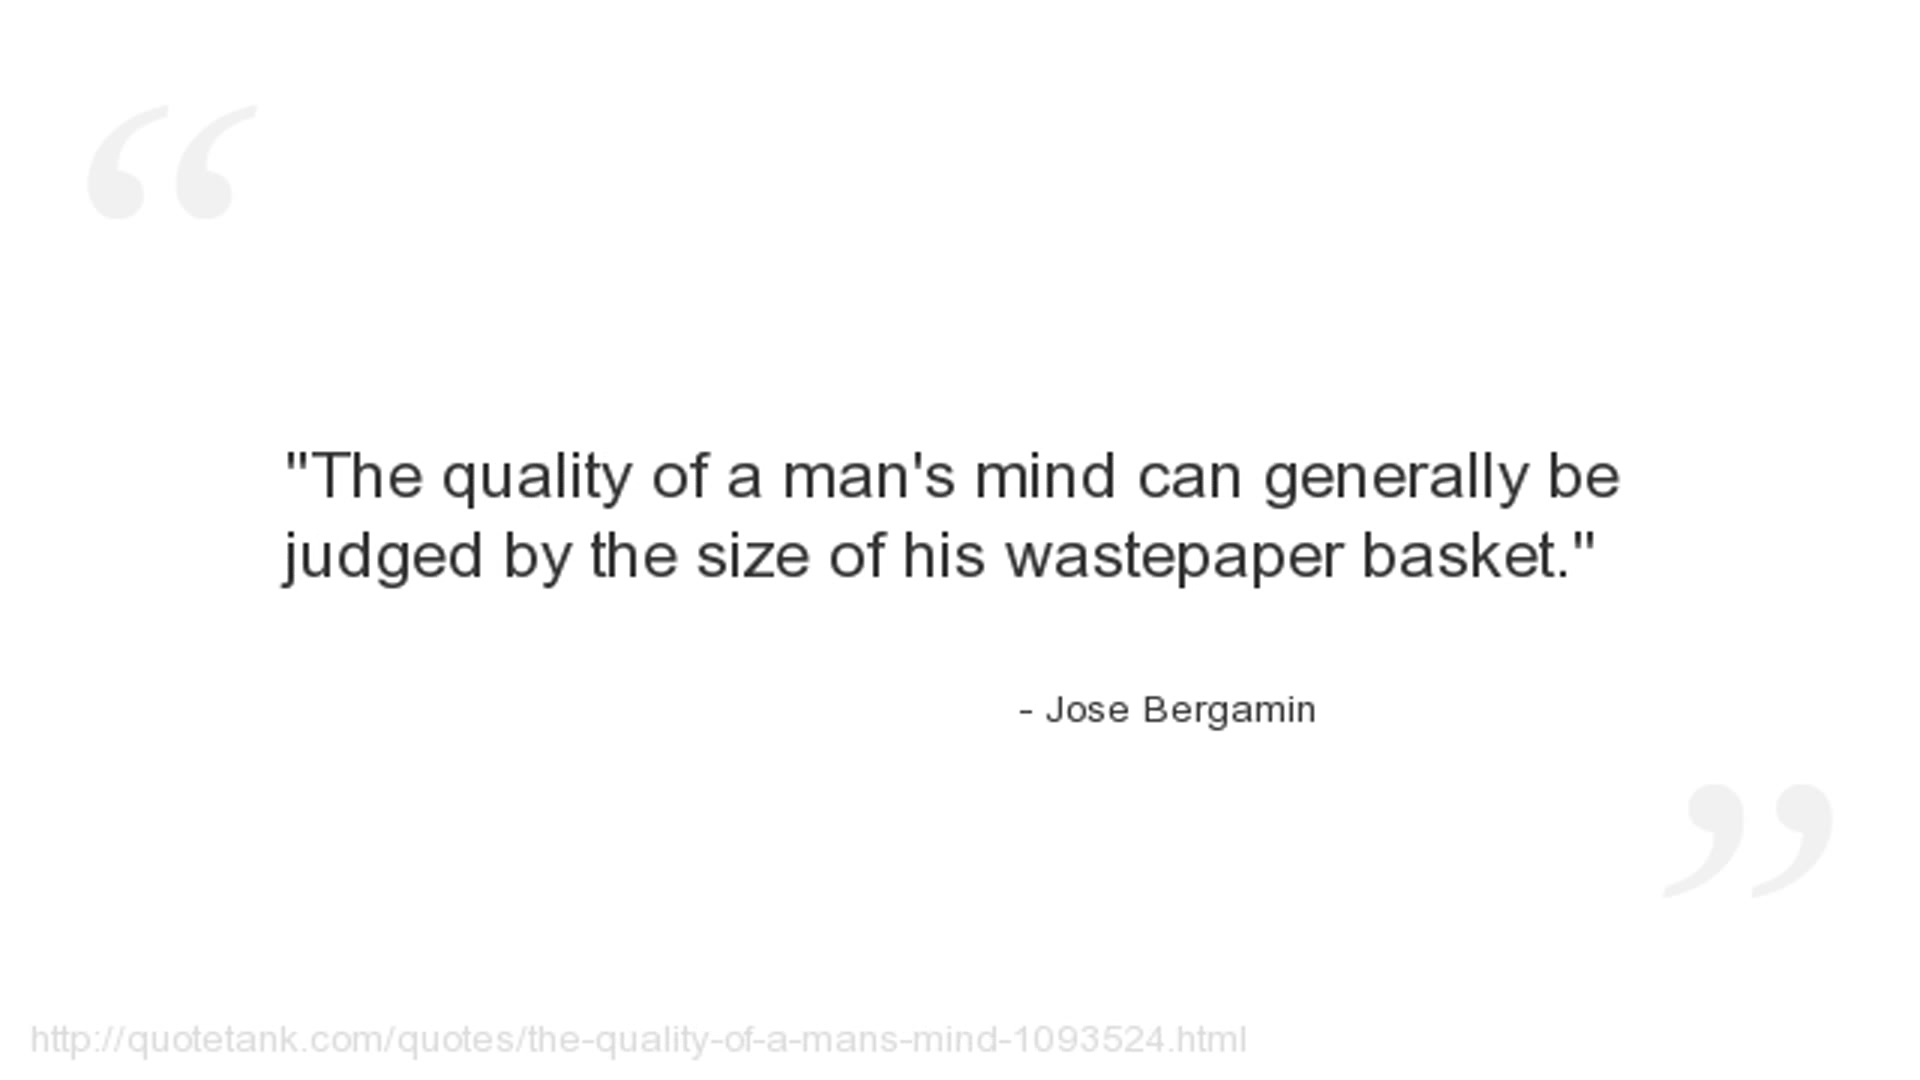 "The quality of a man's mind can generally be
judged by the size of his wastepaper basket."
- Jose Bergamin
http://quotetank.com/quotes/the-quality-of-a-mans-mind-1093524.html